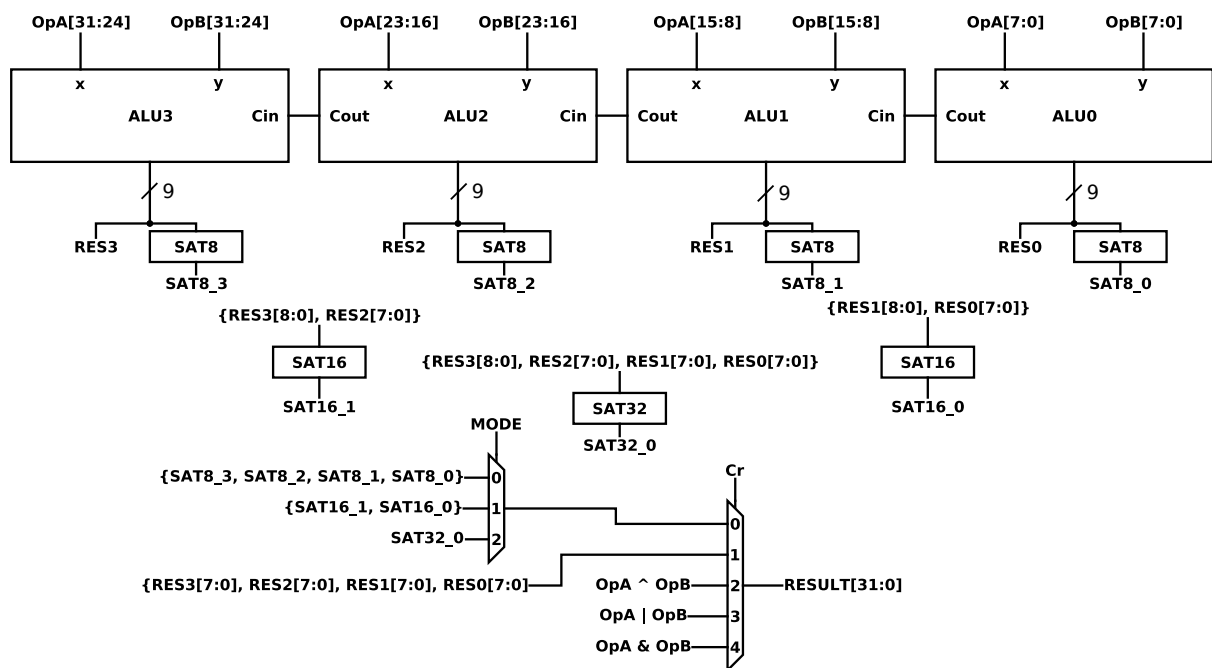 OpA[31:24] OpB[31:24] OpA[23:16] OpB[23:16] OpA[15:8] OpB[15:8] OpA[7:0] OpB[7:0]
x y x y x y x y
ALU3 Cin Cout ALU2 Cin Cout ALU1 Cin Cout ALU0
9 9 9 9
RES3 SAT8 RES2 SAT8 RES1 SAT8 RES0 SAT8
SAT8_3 SAT8_2 SAT8_1 SAT8_0
{RES3[8:0], RES2[7:0]} {RES1[8:0], RES0[7:0]}
SAT16 {RES3[8:0], RES2[7:0], RES1[7:0], RES0[7:0]} SAT16
SAT16_1 SAT32 SAT16_0
MODE SAT32_0
{SAT8_3, SAT8_2, SAT8_1, SAT8_0} 0 Cr
{SAT16_1, SAT16_0} 1 0
SAT32_0 2 1
{RES3[7:0], RES2[7:0], RES1[7:0], RES0[7:0] OpA ^ OpB 2 RESULT[31:0]
OpA | OpB 3
OpA & OpB 4